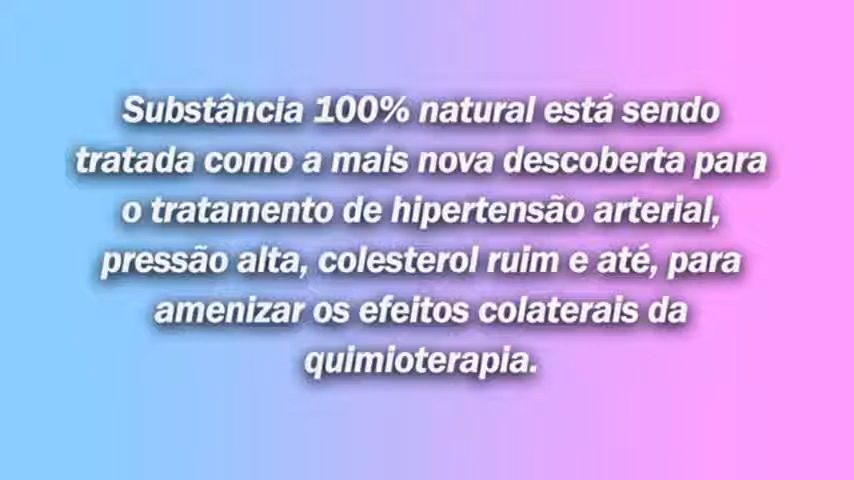 Substância 100% natural está sendo
tratada como a mais nova descoberta para
o tratamento de hipertensão arterial,
pressão alta, colesterol ruim e até, para
amenizar os efeitos colaterais da
quimioterapia.